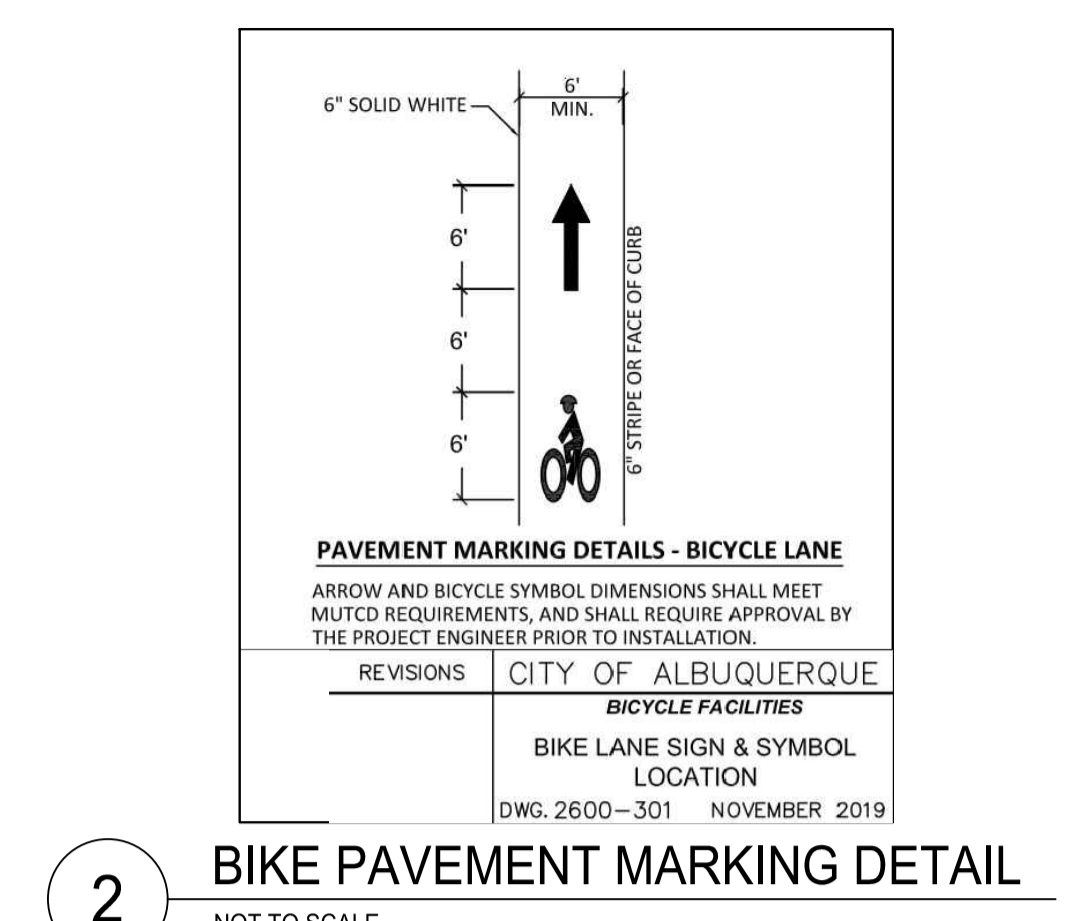 6'
MIN.
6" SOLID WHITE
6'
6'
6'
6" STRIPE OR FACE OF CURB
PAVEMENT MARKING DETAILS - BICYCLE LANE
ARROW AND BICYCLE SYMBOL DIMENSIONS SHALL MEET
MUTCD REQUIREMENTS, AND SHALL REQUIRE APPROVAL BY
THE PROJECT ENGINEER PRIOR TO INSTALLATION.
REVISIONS
CITY OF ALBUQUERQUE
BICYCLE FACILITIES
BIKE LANE SIGN & SYMBOL
LOCATION
DWG. 2600-301 NOVEMBER 2019
2
BIKE PAVEMENT MARKING DETAIL
NOT TO SCALE